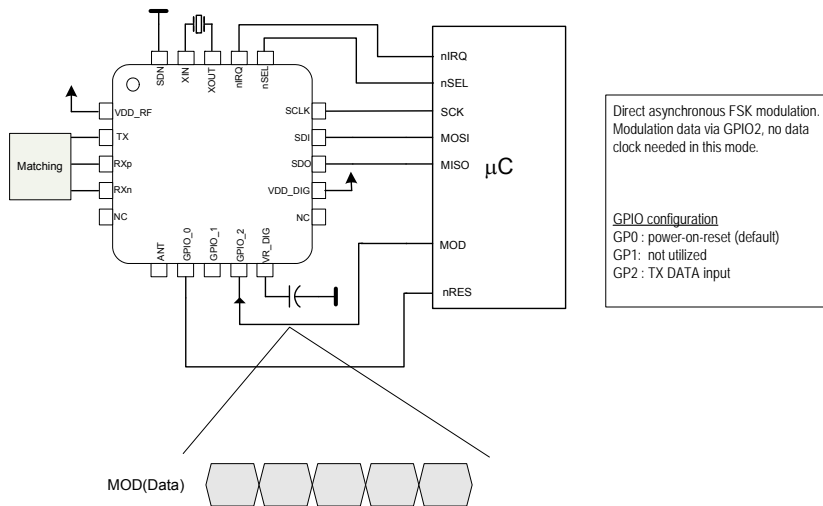 SDN
XIN
XOUT
nIRQ
nSEL
VDD_RF
TX
RXp
RXn
NC
SCLK
SDI
SDO
VDD_DIG
NC
ANT
GPIO_0
GPIO_1
GPIO_2
VR_DIG
Matching
nIRQ
nSEL
SCK
MOSI
MISO
μC
MOD
nRES
Direct asynchronous FSK modulation.
Modulation data via GPIO2, no data
clock needed in this mode.
GPIO configuration
GP0 : power-on-reset (default)
GP1: not utilized
GP2 : TX DATA input
MOD(Data)